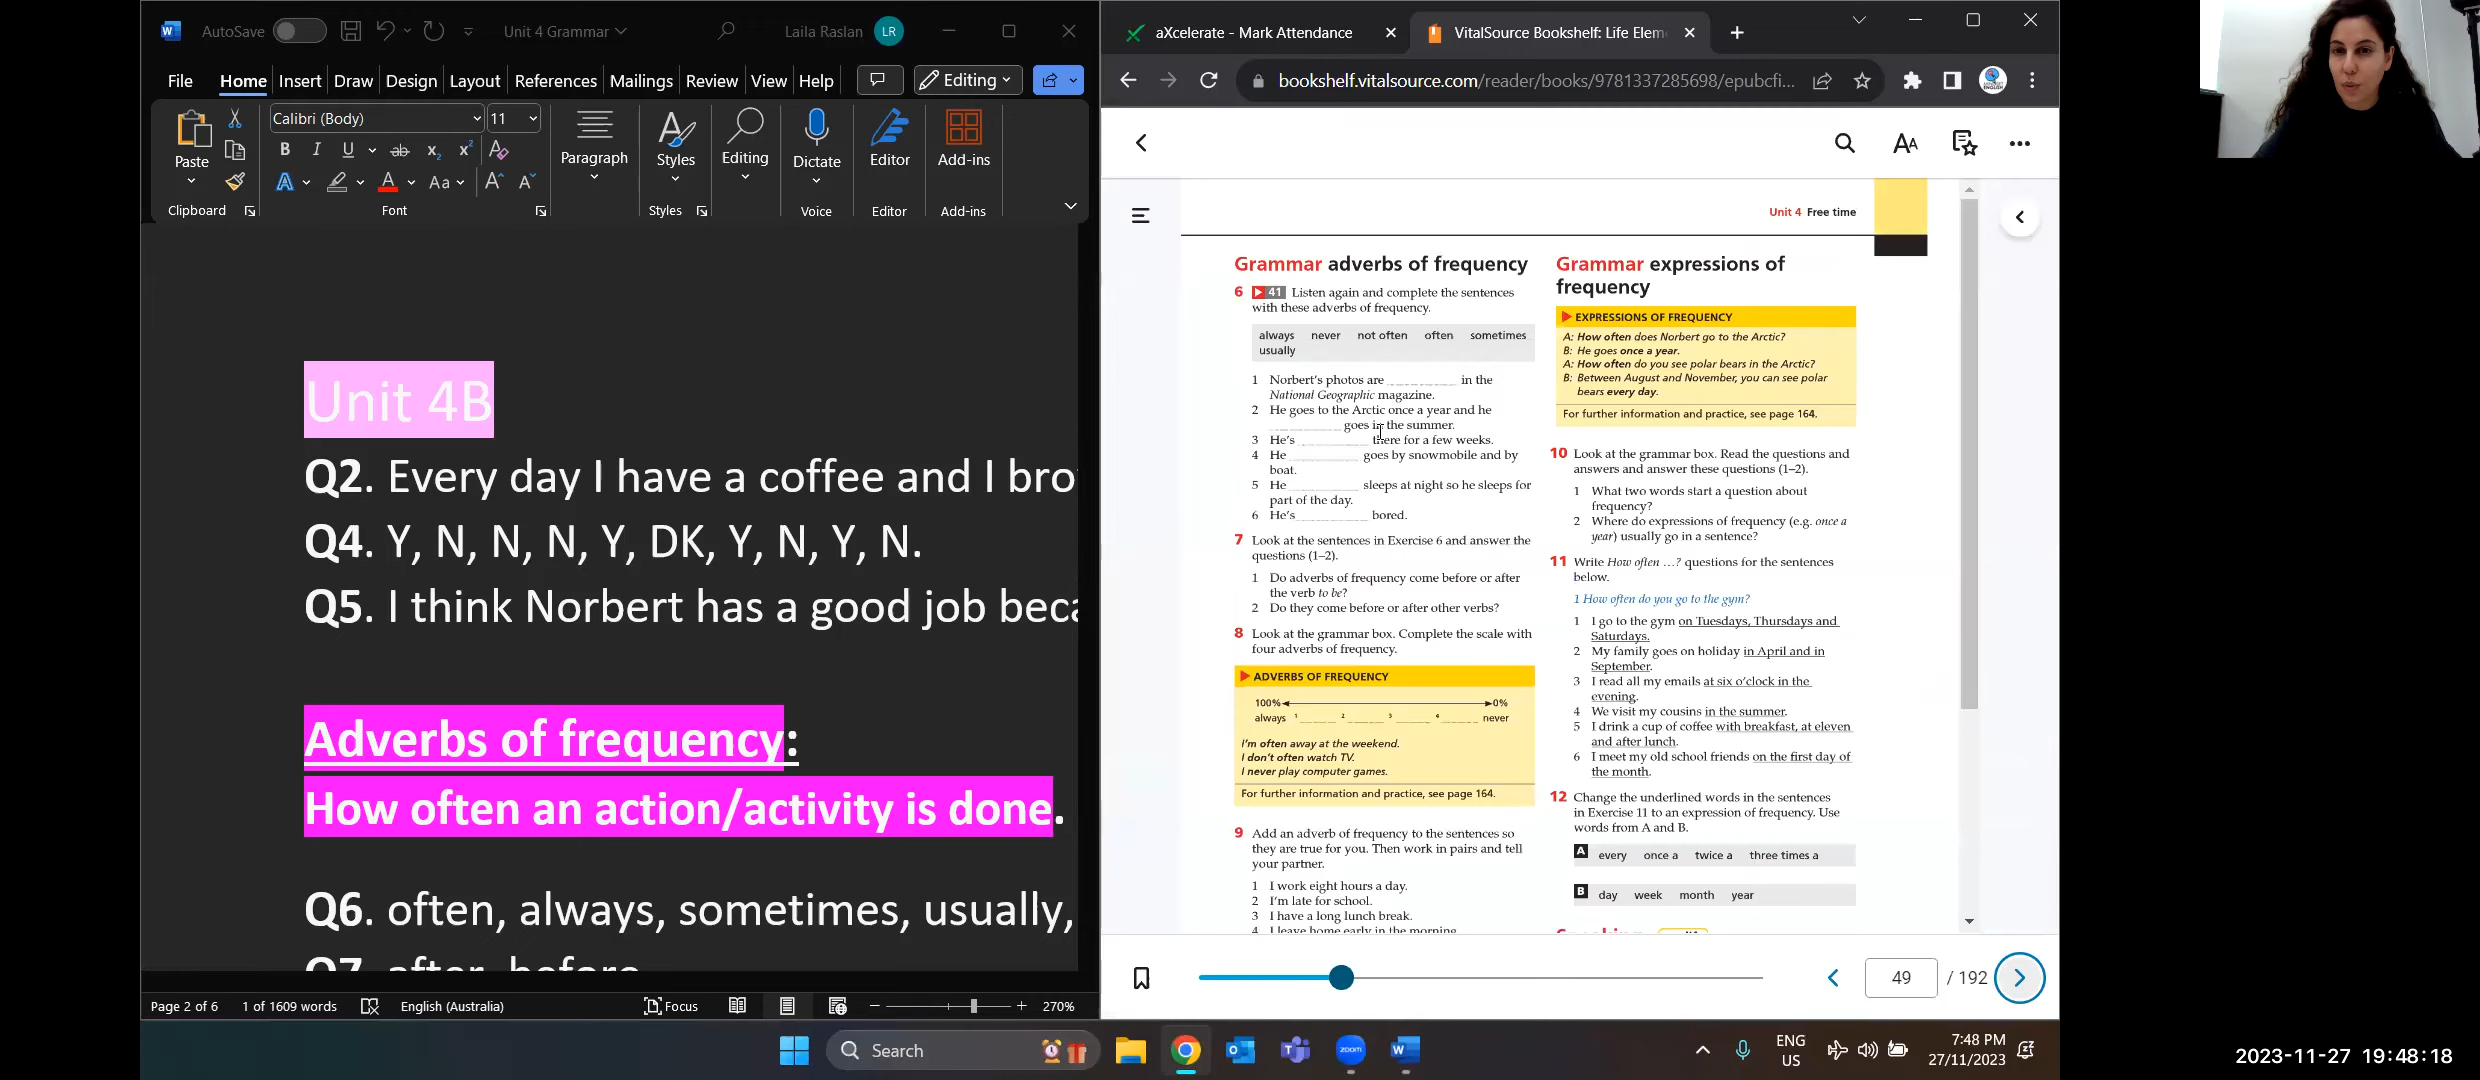 AutoSave
Unit 4 Grammar
Laila Raslan
LR
File Home Insert Draw Design Layout References Mailings Review View Help
Editing
Calibri (Body) 11
Paste
Paragraph
Styles
Editing
Dictate
Editor
Add-ins
Clipboard
Font
Styles
Voice
Editor
Add-ins
Unit 4B
Q2. Every day I have a coffee and I bro
Q4. Y, N, N, N, Y, DK, Y, N, Y, N.
Q5. I think Norbert has a good job beca
Adverbs of frequency:
How often an action/activity is done.
Q6. often, always, sometimes, usually,
Q7. after, before
Page 2 of 6 1 of 1609 words English (Australia) Focus 270%
aXcelerate - Mark Attendance
VitalSource Bookshelf: Life Elem
bookshelf.vitalsource.com/reader/books/9781337285698/epubcfi...
Unit 4 Free time
Grammar adverbs of frequency
6 41 Listen again and complete the sentences
with these adverbs of frequency.
always never not often often sometimes
usually
1 Norbert's photos are ________ in the
National Geographic magazine.
2 He goes to the Arctic once a year and he
________ goes in the summer.
3 He's ________ there for a few weeks.
4 He ________ goes by snowmobile and by
boat.
5 He ________ sleeps at night so he sleeps for
part of the day.
6 He's ________ bored.
7 Look at the sentences in Exercise 6 and answer the
questions (1–2).
1 Do adverbs of frequency come before or after
the verb to be?
2 Do they come before or after other verbs?
8 Look at the grammar box. Complete the scale with
four adverbs of frequency.
ADVERBS OF FREQUENCY
100% 0%
always 1 ____ 2 ____ 3 ____ 4 ____ never
I'm often away at the weekend.
I don't often watch TV.
I never play computer games.
For further information and practice, see page 164.
9 Add an adverb of frequency to the sentences so
they are true for you. Then work in pairs and tell
your partner.
1 I work eight hours a day.
2 I'm late for school.
3 I have a long lunch break.
4 I leave home early in the morning
Grammar expressions of
frequency
EXPRESSIONS OF FREQUENCY
A: How often does Norbert go to the Arctic?
B: He goes once a year.
A: How often do you see polar bears in the Arctic?
B: Between August and November, you can see polar
bears every day.
For further information and practice, see page 164.
10 Look at the grammar box. Read the questions and
answers and answer these questions (1–2).
1 What two words start a question about
frequency?
2 Where do expressions of frequency (e.g. once a
year) usually go in a sentence?
11 Write How often …? questions for the sentences
below.
1 How often do you go to the gym?
1 I go to the gym on Tuesdays, Thursdays and
Saturdays.
2 My family goes on holiday in April and in
September.
3 I read all my emails at six o'clock in the
evening.
4 We visit my cousins in the summer.
5 I drink a cup of coffee with breakfast, at eleven
and after lunch.
6 I meet my old school friends on the first day of
the month.
12 Change the underlined words in the sentences
in Exercise 11 to an expression of frequency. Use
words from A and B.
A every once a twice a three times a
B day week month year
49 / 192
Search
zoom
ENG
US
7:48 PM
27/11/2023
2023-11-27 19:48:18